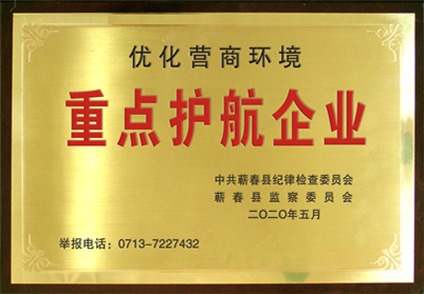 优化营商环境
重点护航企业
中共蕲春县纪律检查委员会
蕲春县监察委员会
二〇二〇年五月
举报电话：0713-7227432